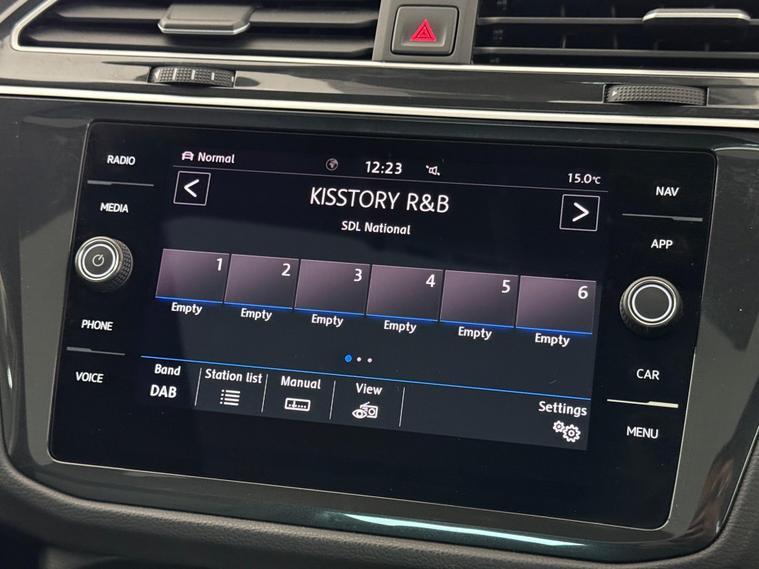 RADIO
MEDIA
PHONE
VOICE
Normal
12:23
15.0°C
KISSTORY R&B
SDL National
1
2
3
4
5
6
Empty
Empty
Empty
Empty
Empty
Empty
Band
DAB
Station list
Manual
View
Settings
NAV
APP
CAR
MENU